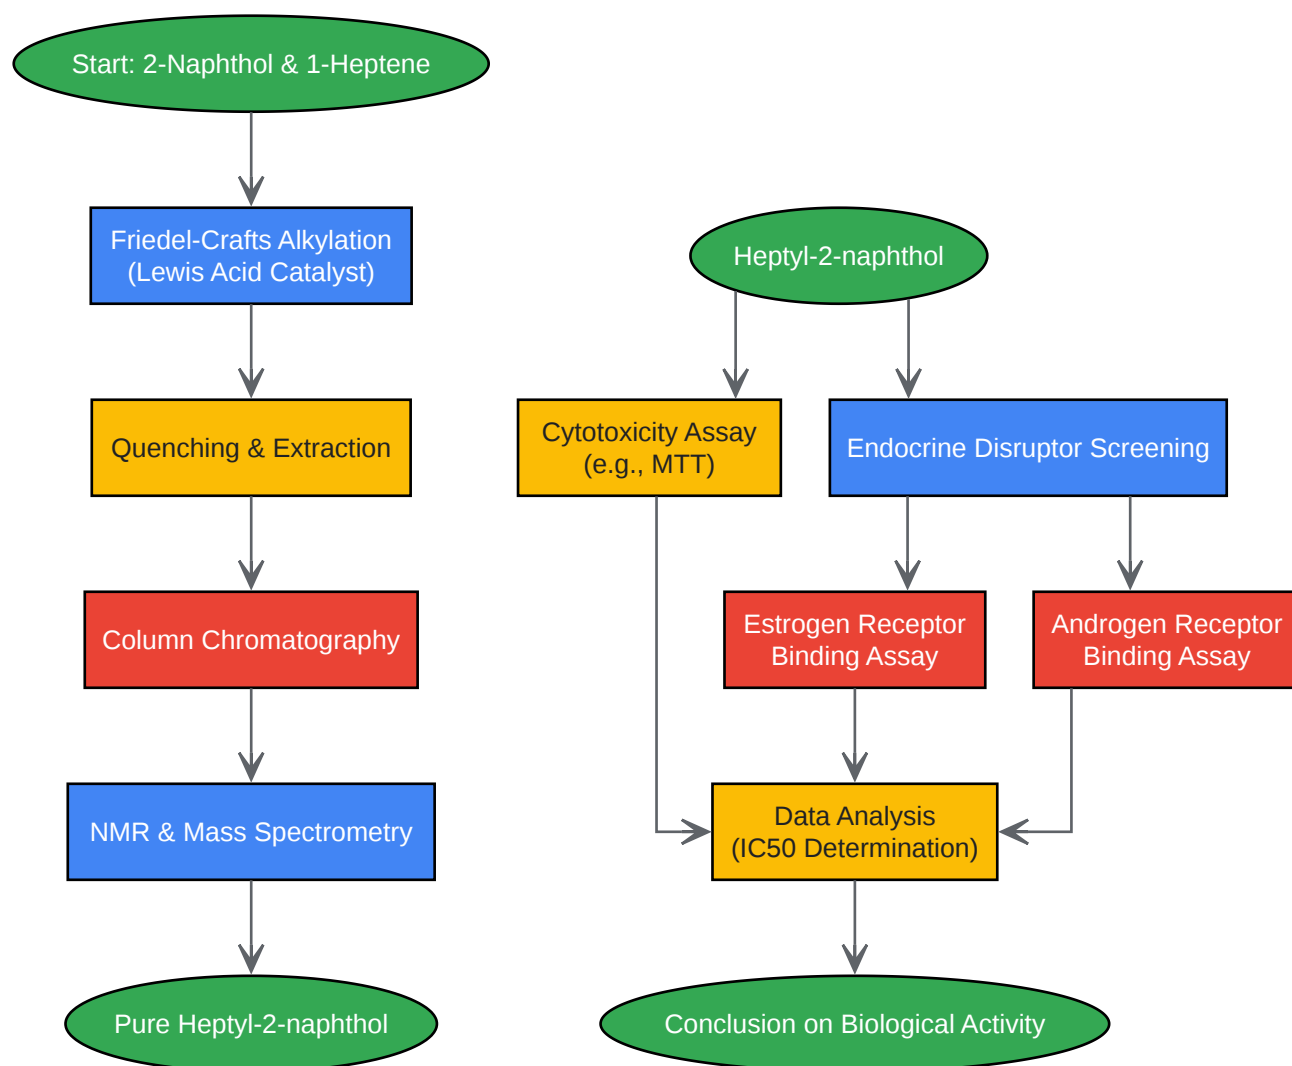 Start: 2-Naphthol & 1-Heptene
Friedel-Crafts Alkylation
(Lewis Acid Catalyst)
Quenching & Extraction
Column Chromatography
NMR & Mass Spectrometry
Pure Heptyl-2-naphthol
Heptyl-2-naphthol
Cytotoxicity Assay
(e.g., MTT)
Endocrine Disruptor Screening
Estrogen Receptor
Binding Assay
Androgen Receptor
Binding Assay
Data Analysis
(IC50 Determination)
Conclusion on Biological Activity